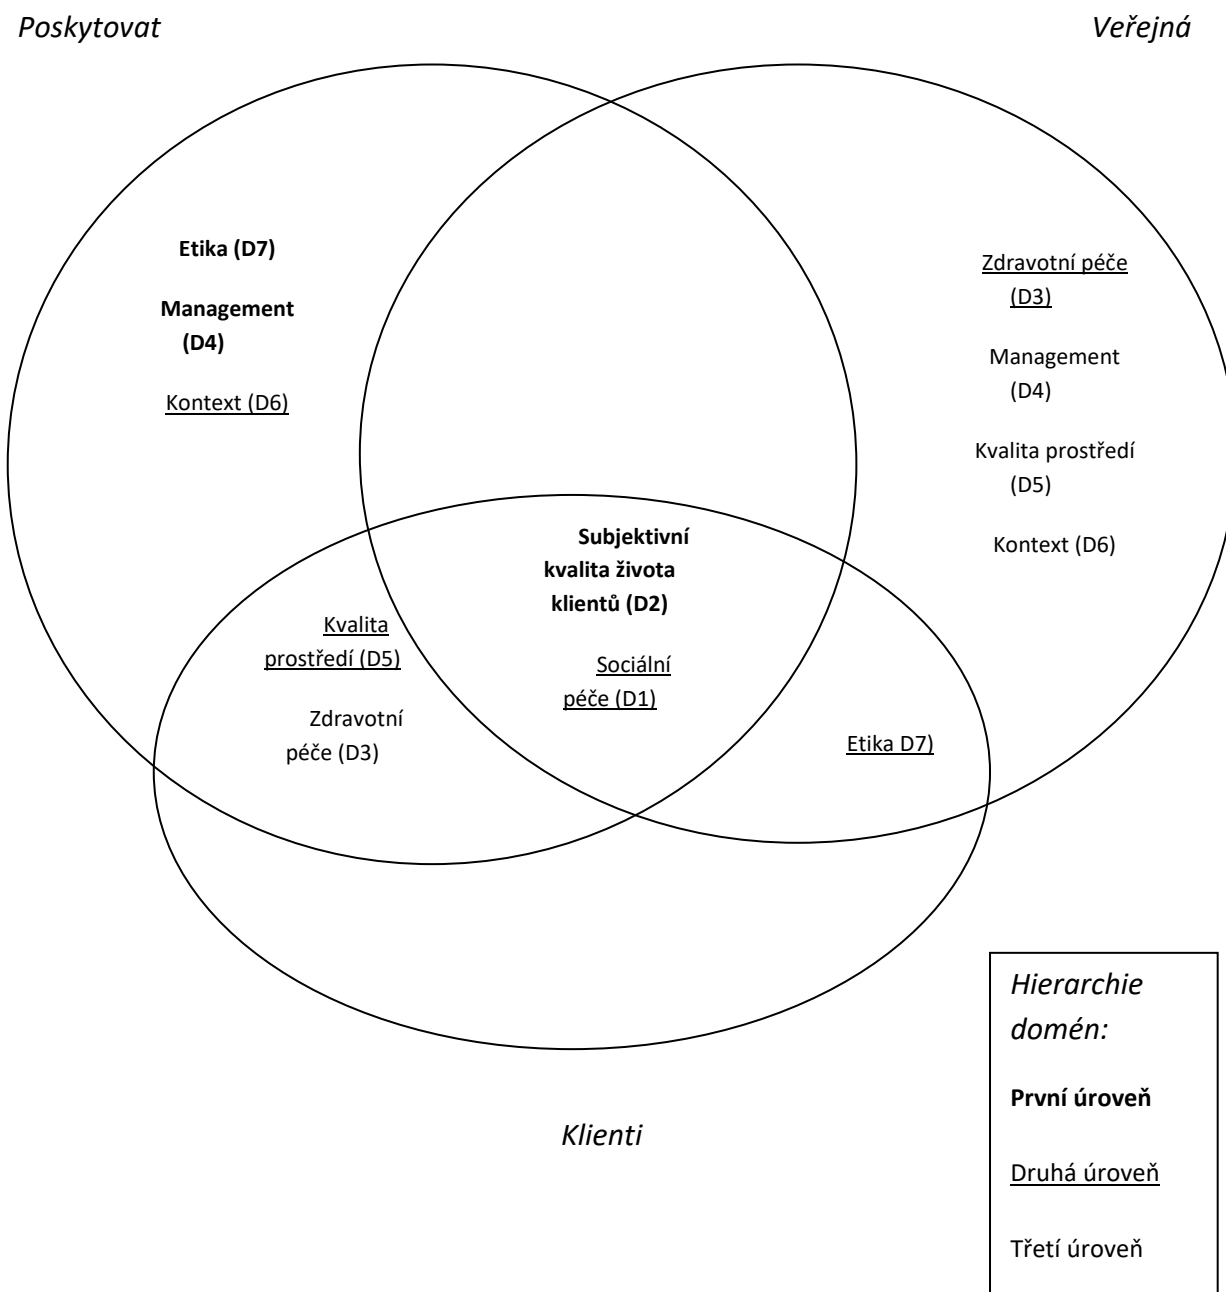 Poskytovat
Veřejná
Etika (D7)
Management
(D4)
Kontext (D6)
Zdravotní péče
(D3)
Management
(D4)
Kvalita prostředí
(D5)
Kontext (D6)
Subjektivní
kvalita života
klientů (D2)
Sociální
péče (D1)
Kvalita
prostředí (D5)
Zdravotní
péče (D3)
Etika D7)
Klienti
Hierarchie
domén:
První úroveň
Druhá úroveň
Třetí úroveň